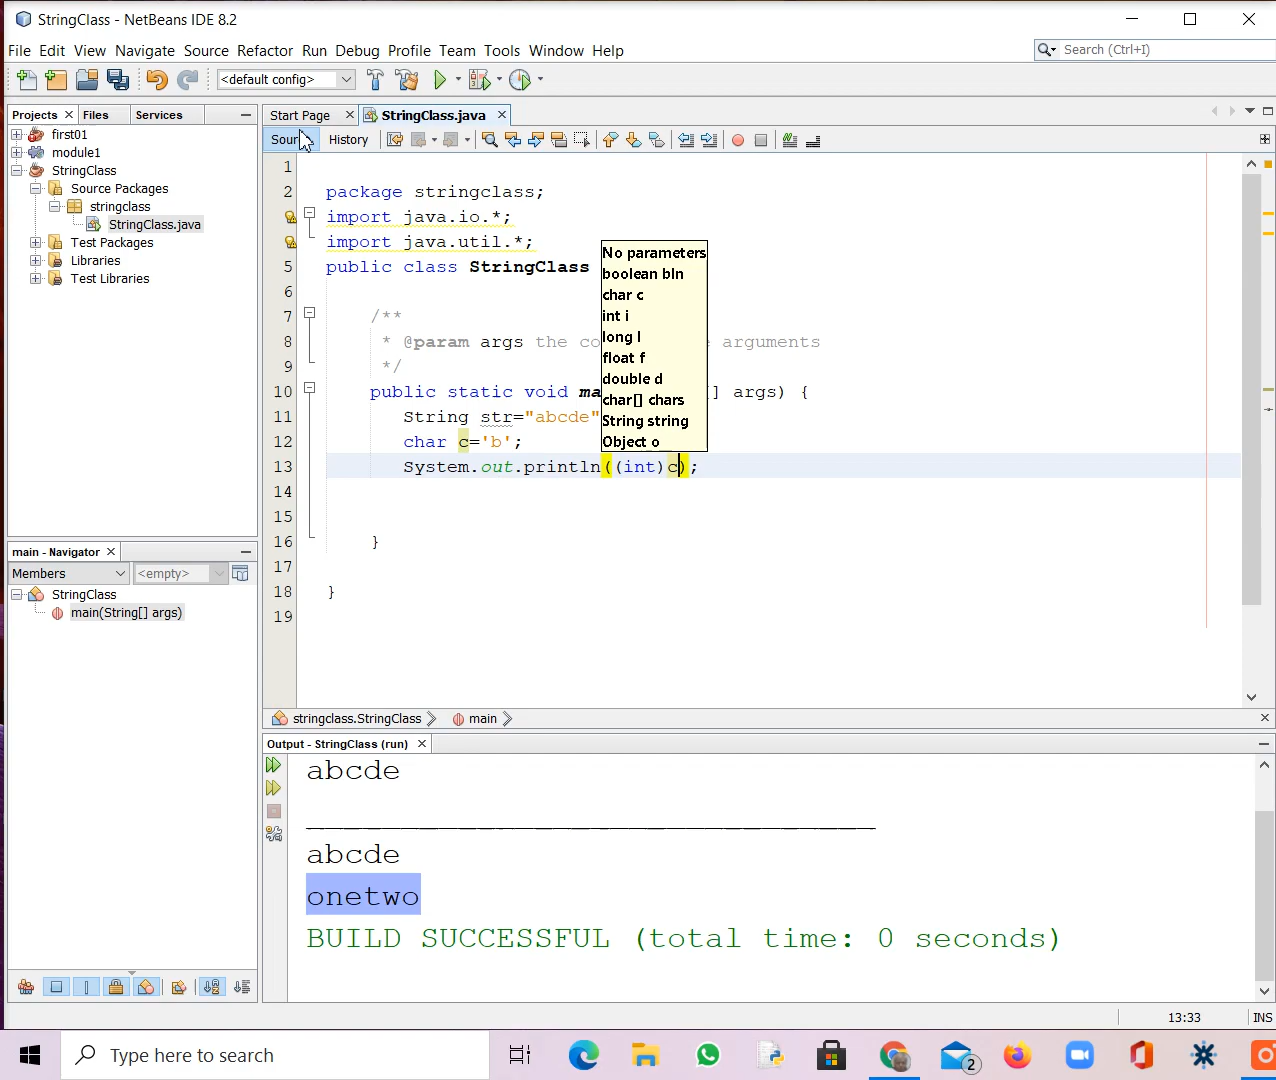 StringClass - NetBeans IDE 8.2
File Edit View Navigate Source Refactor Run Debug Profile Team Tools Window Help
Search (Ctrl+I)
<default config>
Projects Files Services
Start Page StringClass.java
History
first01
module1
StringClass
Source Packages
stringclass
StringClass.java
Test Packages
Libraries
Test Libraries
1
2 package stringclass;
import java.io.*;
import java.util.*;
5 public class StringClass
6
7 /**
8 * @param args the co arguments
9 */
10 public static void ma ] args) {
11 String str="abcde"
12 char c='b';
13 System.out.println((int)c);
14
15
16 }
17
18 }
19
No parameters
boolean bln
char c
int i
long l
float f
double d
char[] chars
String string
Object o
main - Navigator
Members <empty>
StringClass
main(String[] args)
stringclass.StringClass main
Output - StringClass (run)
abcde
______________________________
abcde
onetwo
BUILD SUCCESSFUL (total time: 0 seconds)
13:33 INS
Type here to search
2